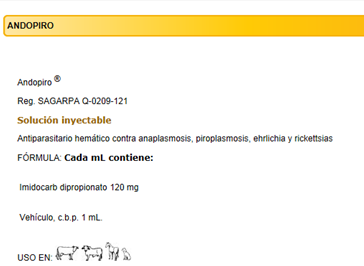 ANDOPIRO
Andopiro ®
Reg. SAGARPA Q-0209-121
Solución inyectable
Antiparasitario hemático contra anaplasmosis, piroplasmosis, ehrlichia y rickettsias
FÓRMULA: Cada mL contiene:
Imidocarb dipropionato 120 mg
Vehículo, c.b.p. 1 mL.
USO EN: